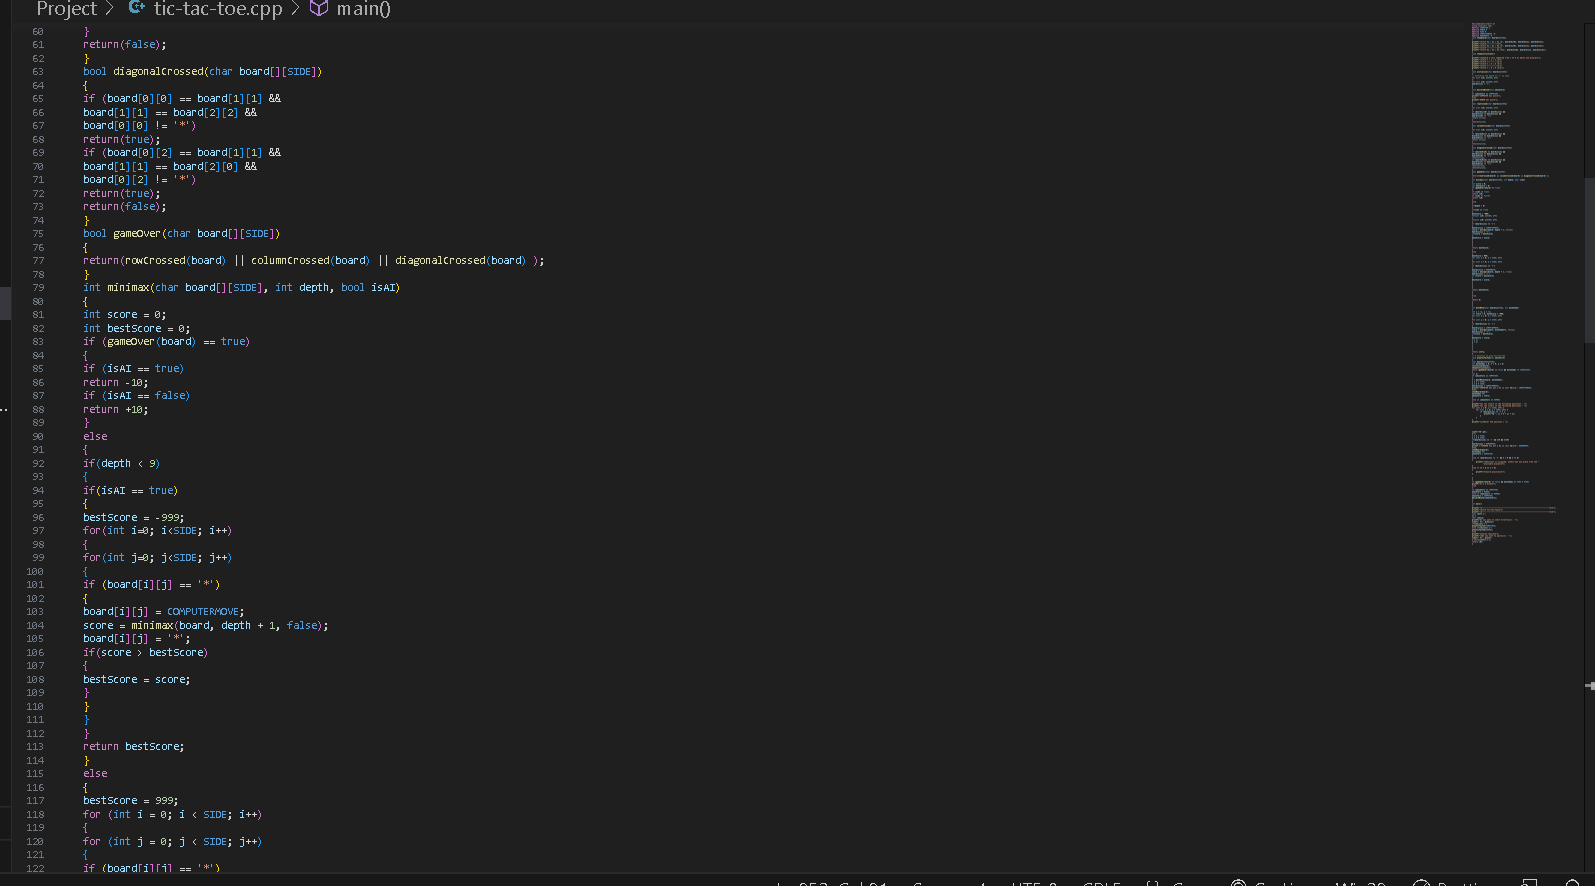 Project > tic-tac-toe.cpp > main()
60 }
61 return(false);
62 }
63 bool diagonalCrossed(char board[][SIDE])
64 {
65 if (board[0][0] == board[1][1] &&
66 board[1][1] == board[2][2] &&
67 board[0][0] != '*')
68 return(true);
69 if (board[0][2] == board[1][1] &&
70 board[1][1] == board[2][0] &&
71 board[0][2] != '*')
72 return(true);
73 return(false);
74 }
75 bool gameOver(char board[][SIDE])
76 {
77 return(rowCrossed(board) || columnCrossed(board) || diagonalCrossed(board) );
78 }
79 int minimax(char board[][SIDE], int depth, bool isAI)
80 {
81 int score = 0;
82 int bestScore = 0;
83 if (gameOver(board) == true)
84 {
85 if (isAI == true)
86 return -10;
87 if (isAI == false)
88 return +10;
89 }
90 else
91 {
92 if(depth < 9)
93 {
94 if(isAI == true)
95 {
96 bestScore = -999;
97 for(int i=0; i<SIDE; i++)
98 {
99 for(int j=0; j<SIDE; j++)
100 {
101 if (board[i][j] == '*')
102 {
103 board[i][j] = COMPUTERMOVE;
104 score = minimax(board, depth + 1, false);
105 board[i][j] = '*';
106 if(score > bestScore)
107 {
108 bestScore = score;
109 }
110 }
111 }
112 }
113 return bestScore;
114 }
115 else
116 {
117 bestScore = 999;
118 for (int i = 0; i < SIDE; i++)
119 {
120 for (int j = 0; j < SIDE; j++)
121 {
122 if (board[i][j] == '*')